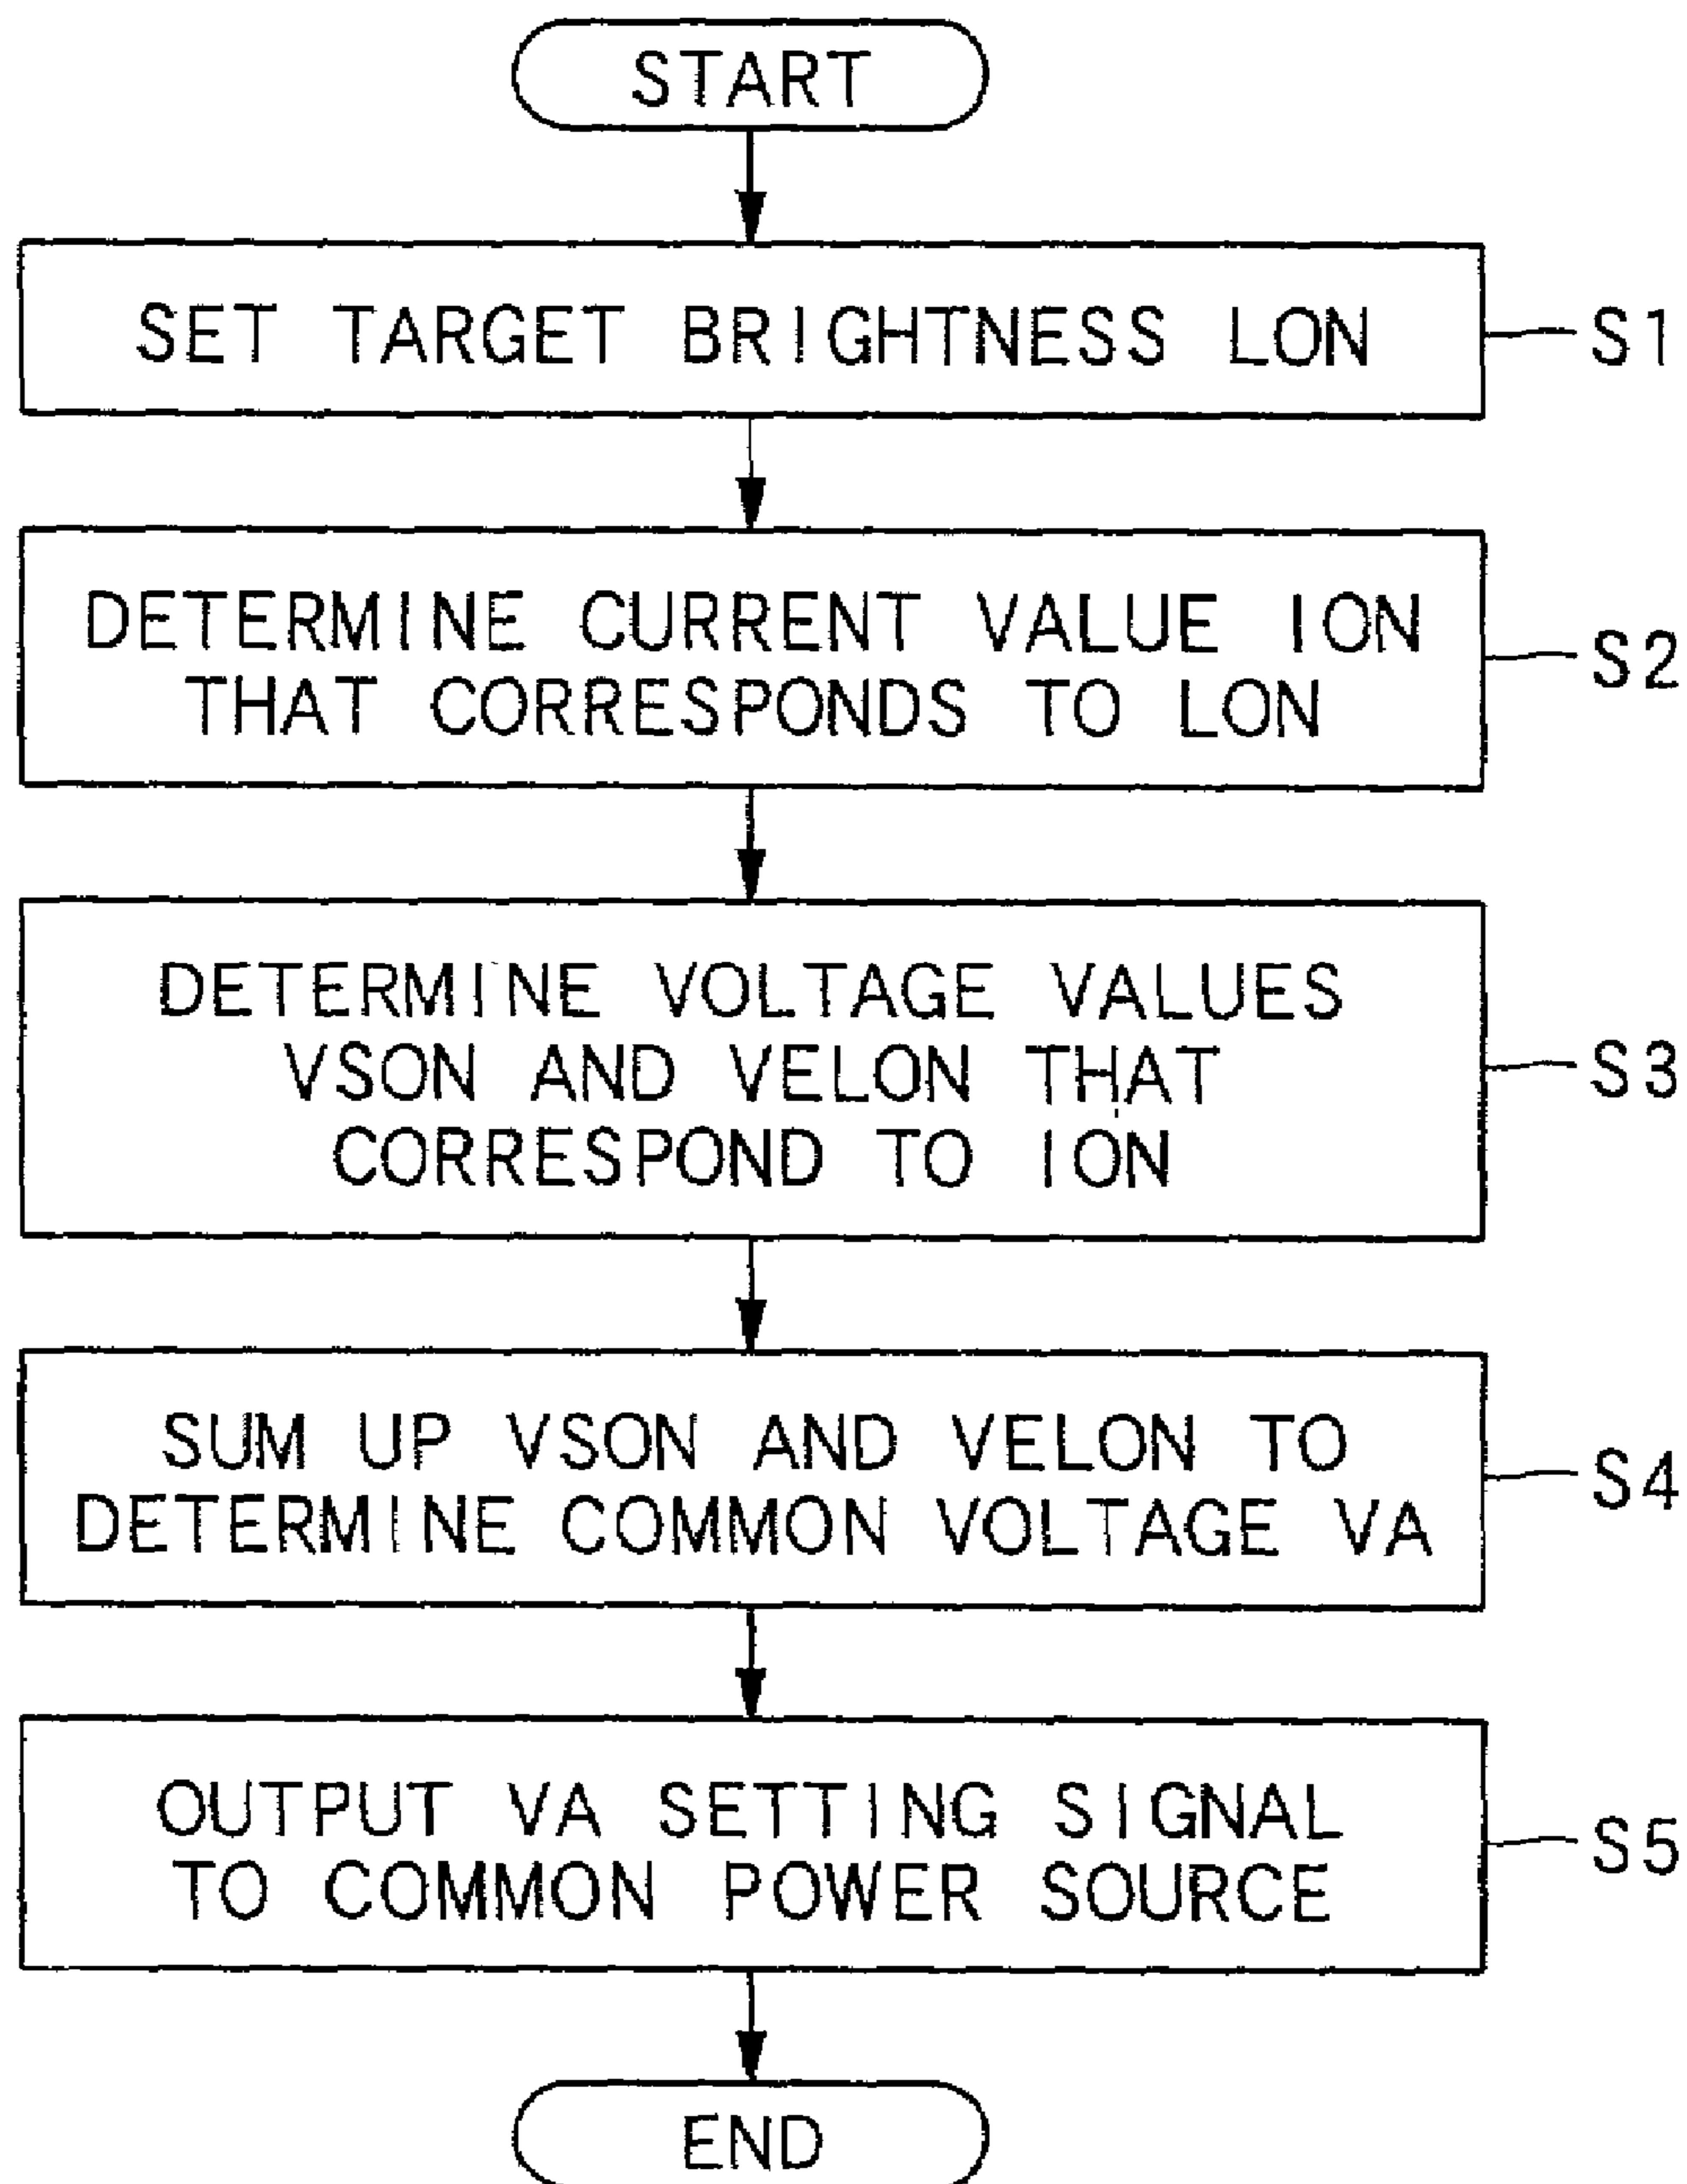 START
SET TARGET BRIGHTNESS LON
S1
DETERMINE CURRENT VALUE ION
THAT CORRESPONDS TO LON
S2
DETERMINE VOLTAGE VALUES
VSON AND VELON THAT
CORRESPOND TO ION
S3
SUM UP VSON AND VELON TO
DETERMINE COMMON VOLTAGE VA
S4
OUTPUT VA SETTING SIGNAL
TO COMMON POWER SOURCE
S5
END